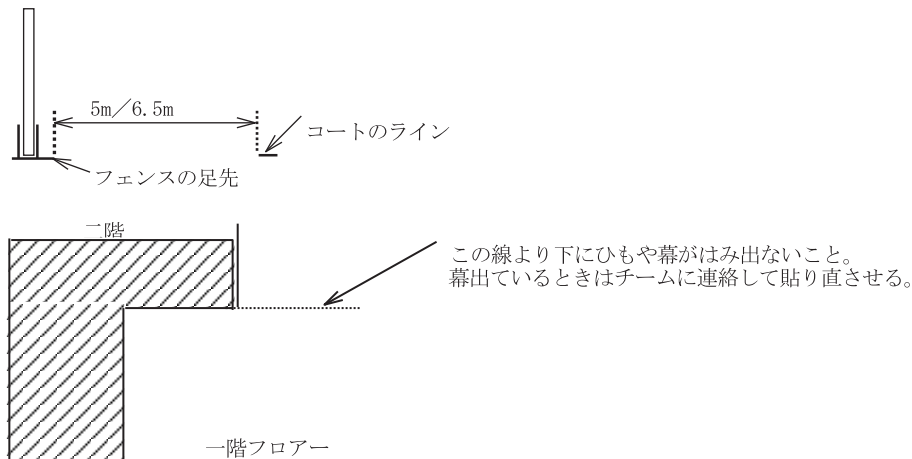 5m／6.5m
コートのライン
フェンスの足先
二階
この線より下にひもや幕がはみ出ないこと。
幕出ているときはチームに連絡して貼り直させる。
一階フロアー